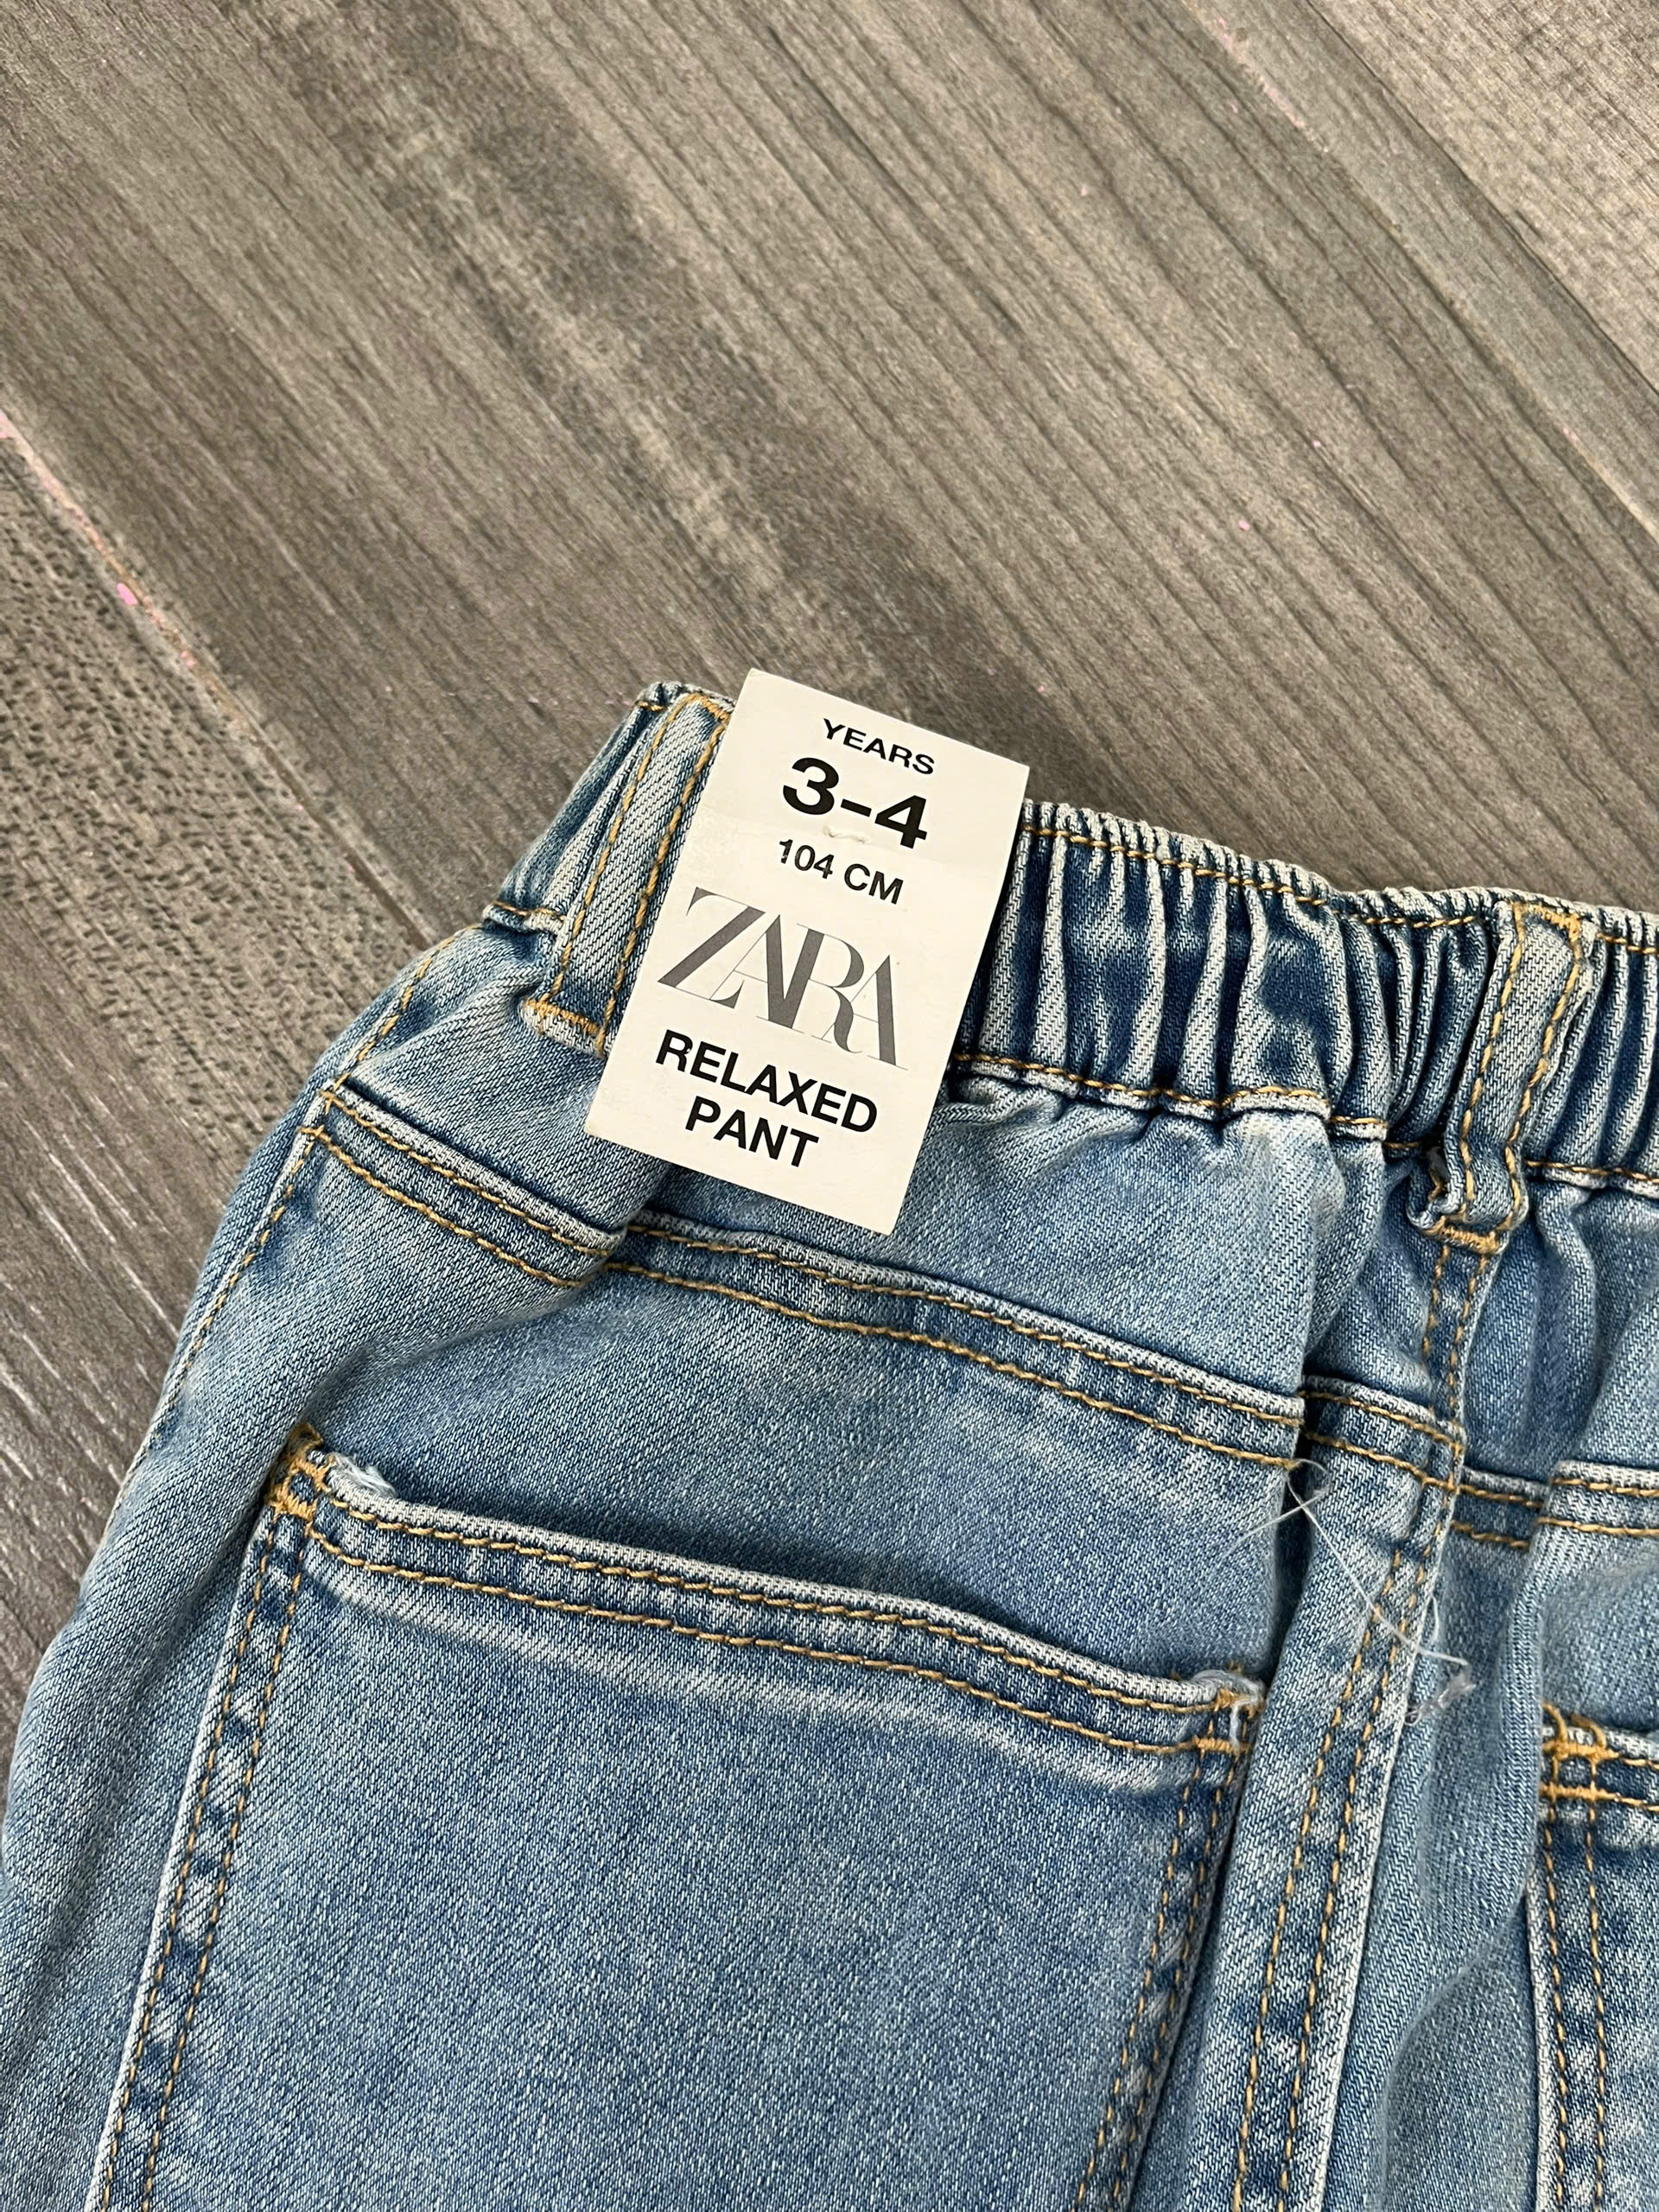 YEARS
3-4
104 CM
ZARA
RELAXED
PANT